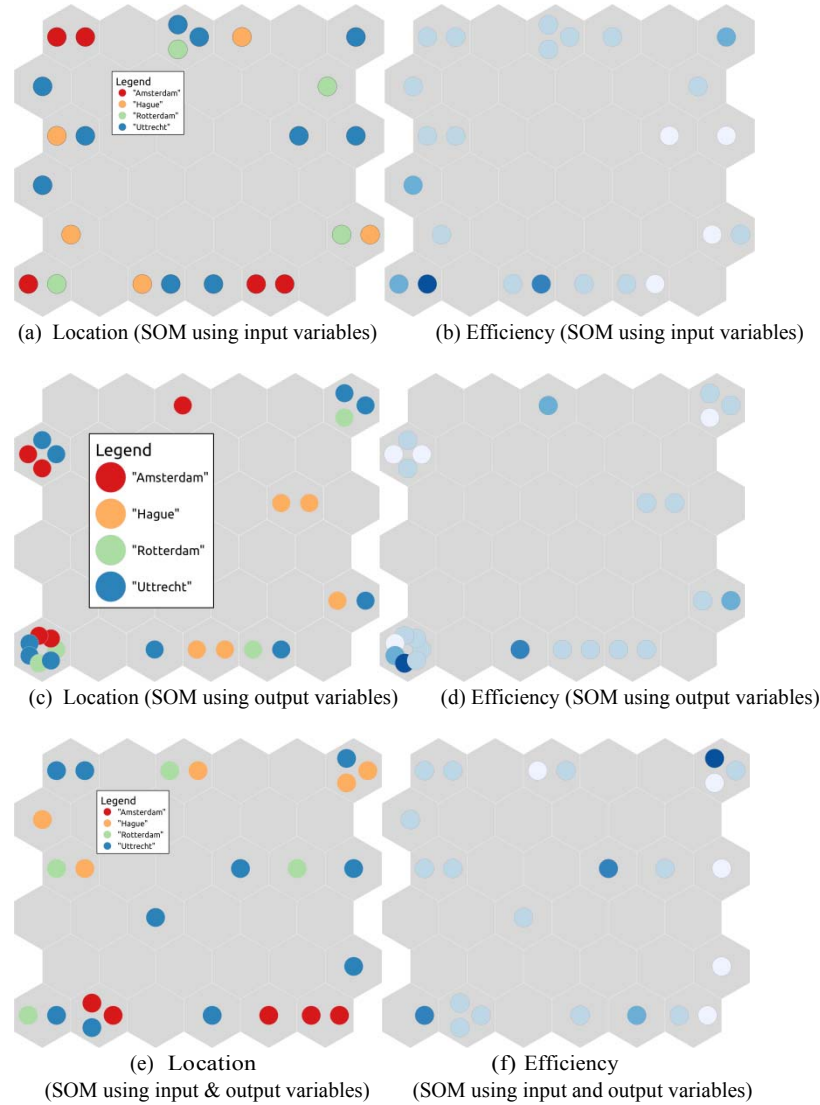 Legend
"Amsterdam"
"Hague"
"Rotterdam"
"Uttrecht"
(a) Location (SOM using input variables)
(b) Efficiency (SOM using input variables)
Legend
"Amsterdam"
"Hague"
"Rotterdam"
"Uttrecht"
(c) Location (SOM using output variables)
(d) Efficiency (SOM using output variables)
Legend
"Amsterdam"
"Hague"
"Rotterdam"
"Uttrecht"
(e) Location
(SOM using input & output variables)
(f) Efficiency
(SOM using input and output variables)